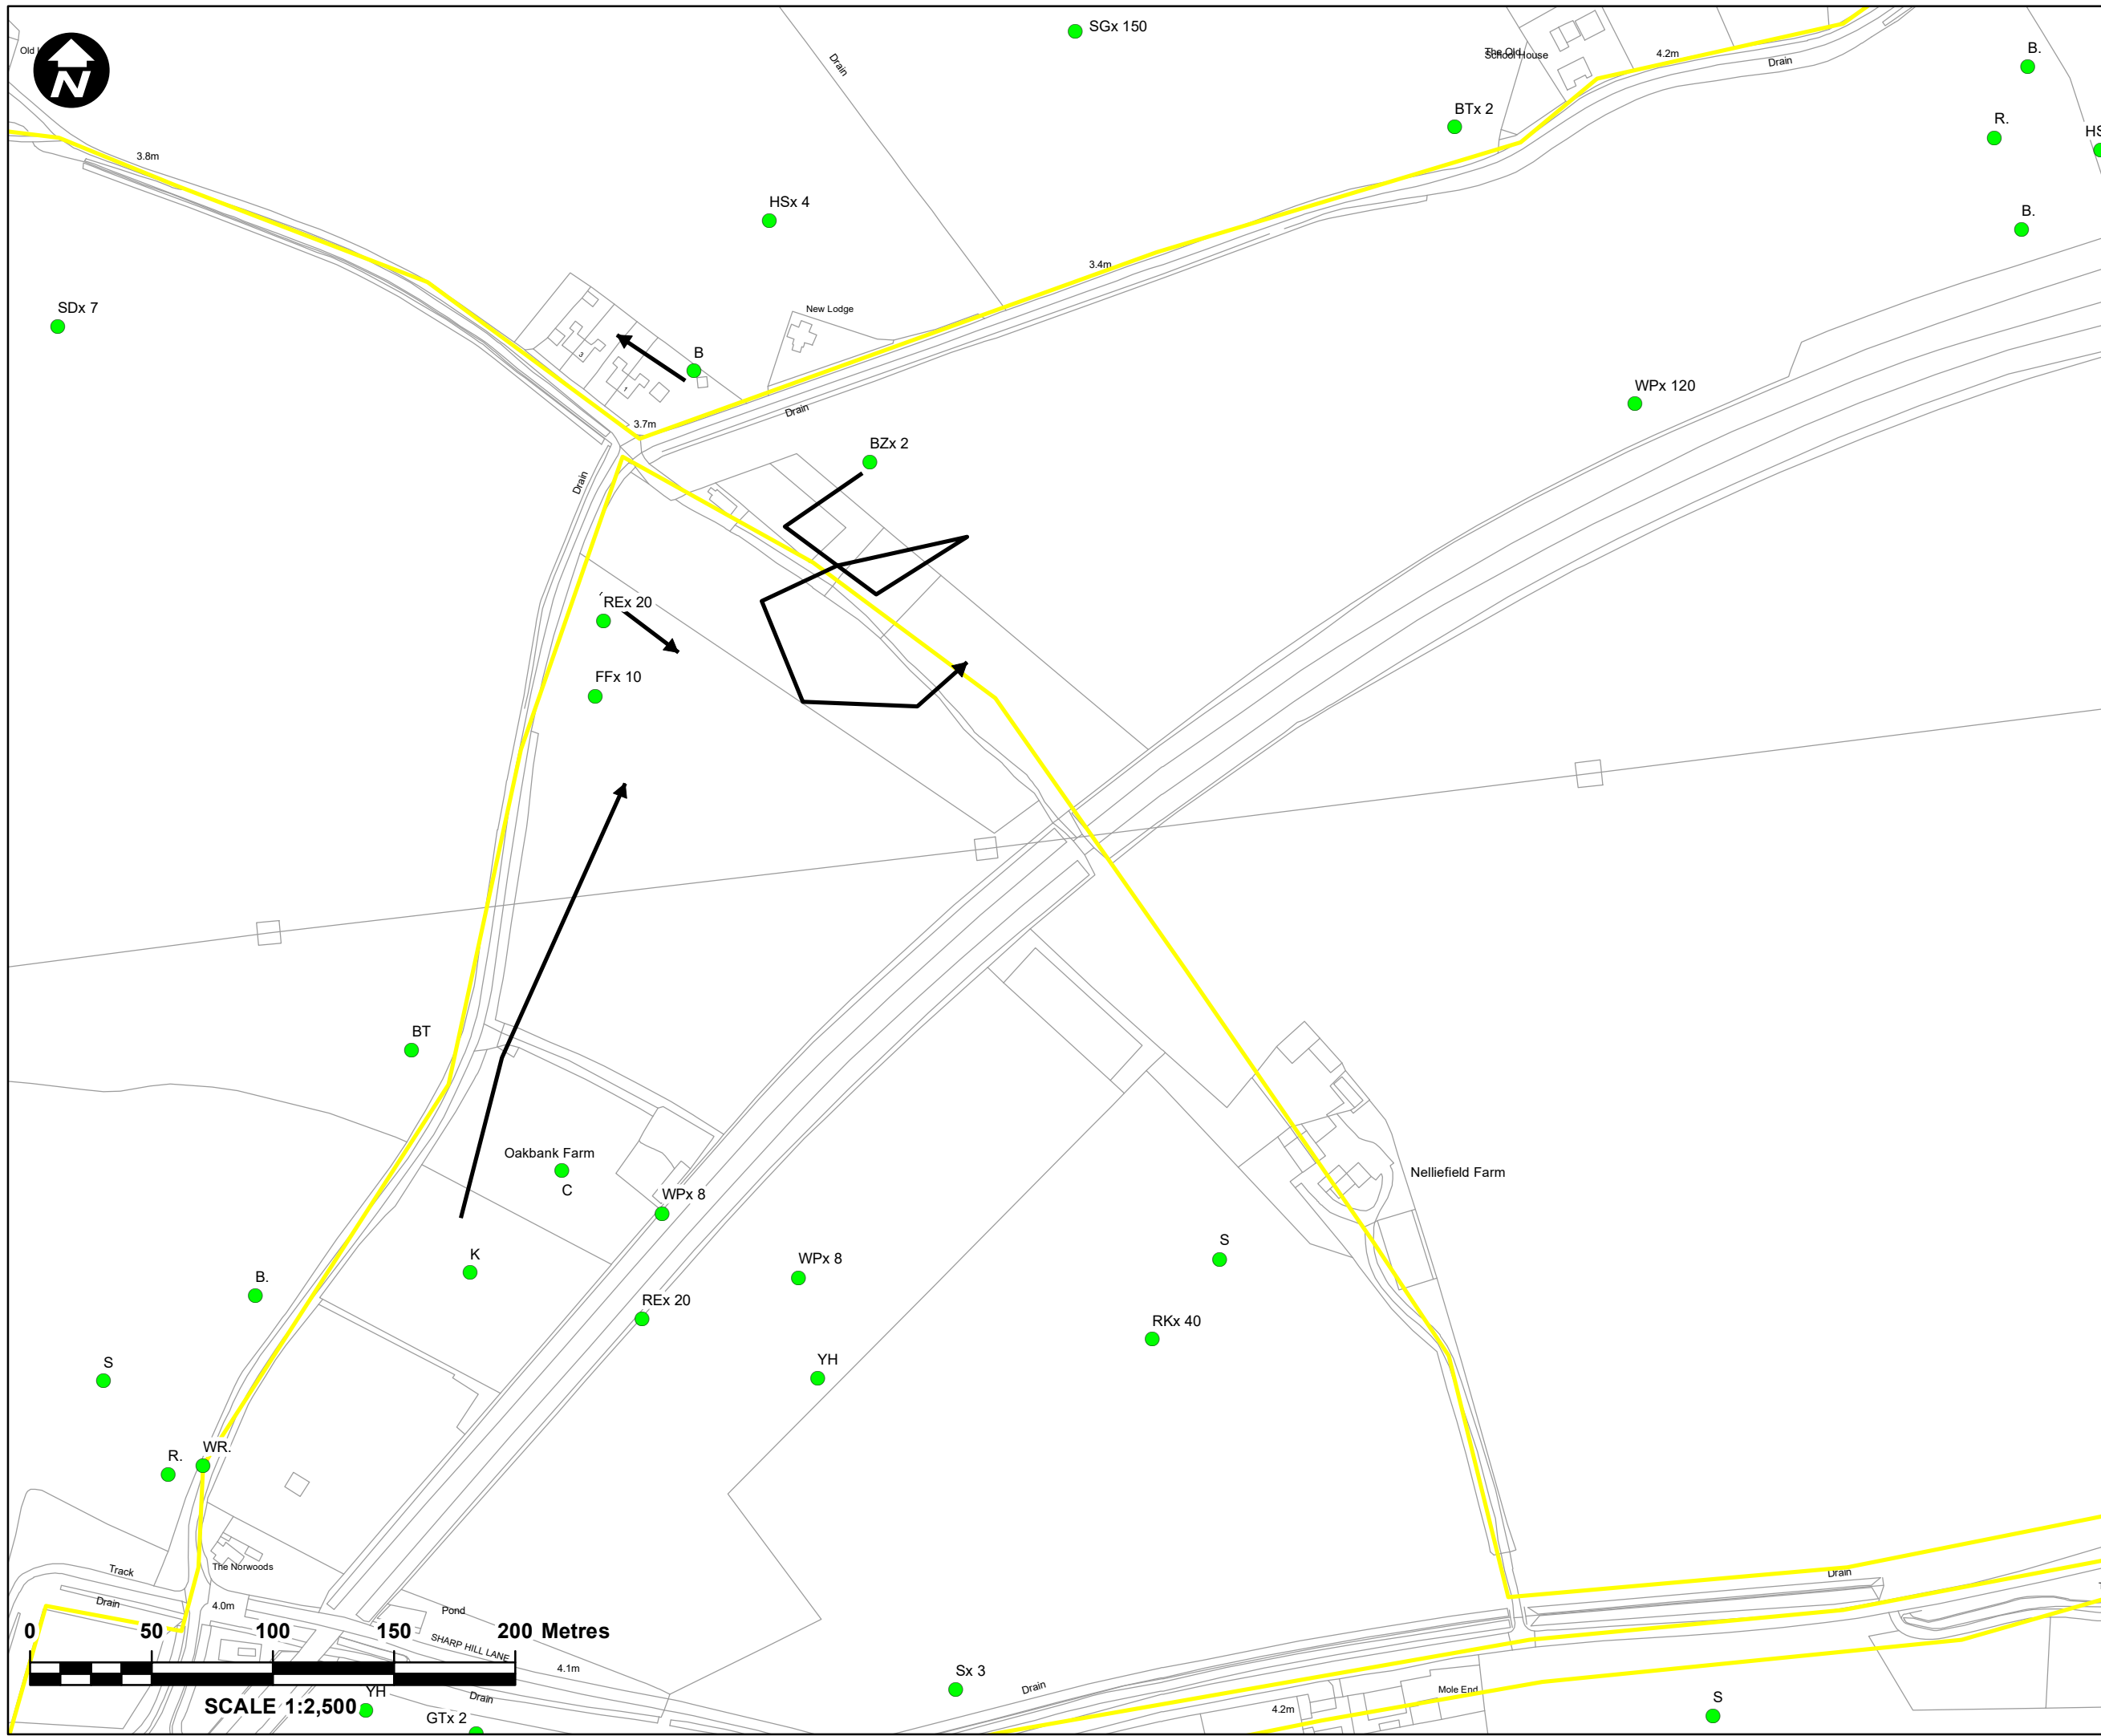 SGx 150
Old
N
The Old
School House
4.2m
Drain
B.
Drain
BTx 2
R.
HS
3.8m
HSx 4
B.
3.4m
SDx 7
New Lodge
3
B
1
WPx 120
Drain
3.7m
BZx 2
Drain
REx 20
FFx 10
BT
Oakbank Farm
C
Nelliefield Farm
WPx 8
S
K
WPx 8
B.
REx 20
RKx 40
S
YH
WR.
R.
Track
The Norwoods
Drain
Drain
4.0m
Pond
0 50 100 150 200 Metres
SHARP HILL LANE
4.1m
Sx 3
Drain
Mole End
YH
Drain
SCALE 1:2,500
4.2m
S
GTx 2